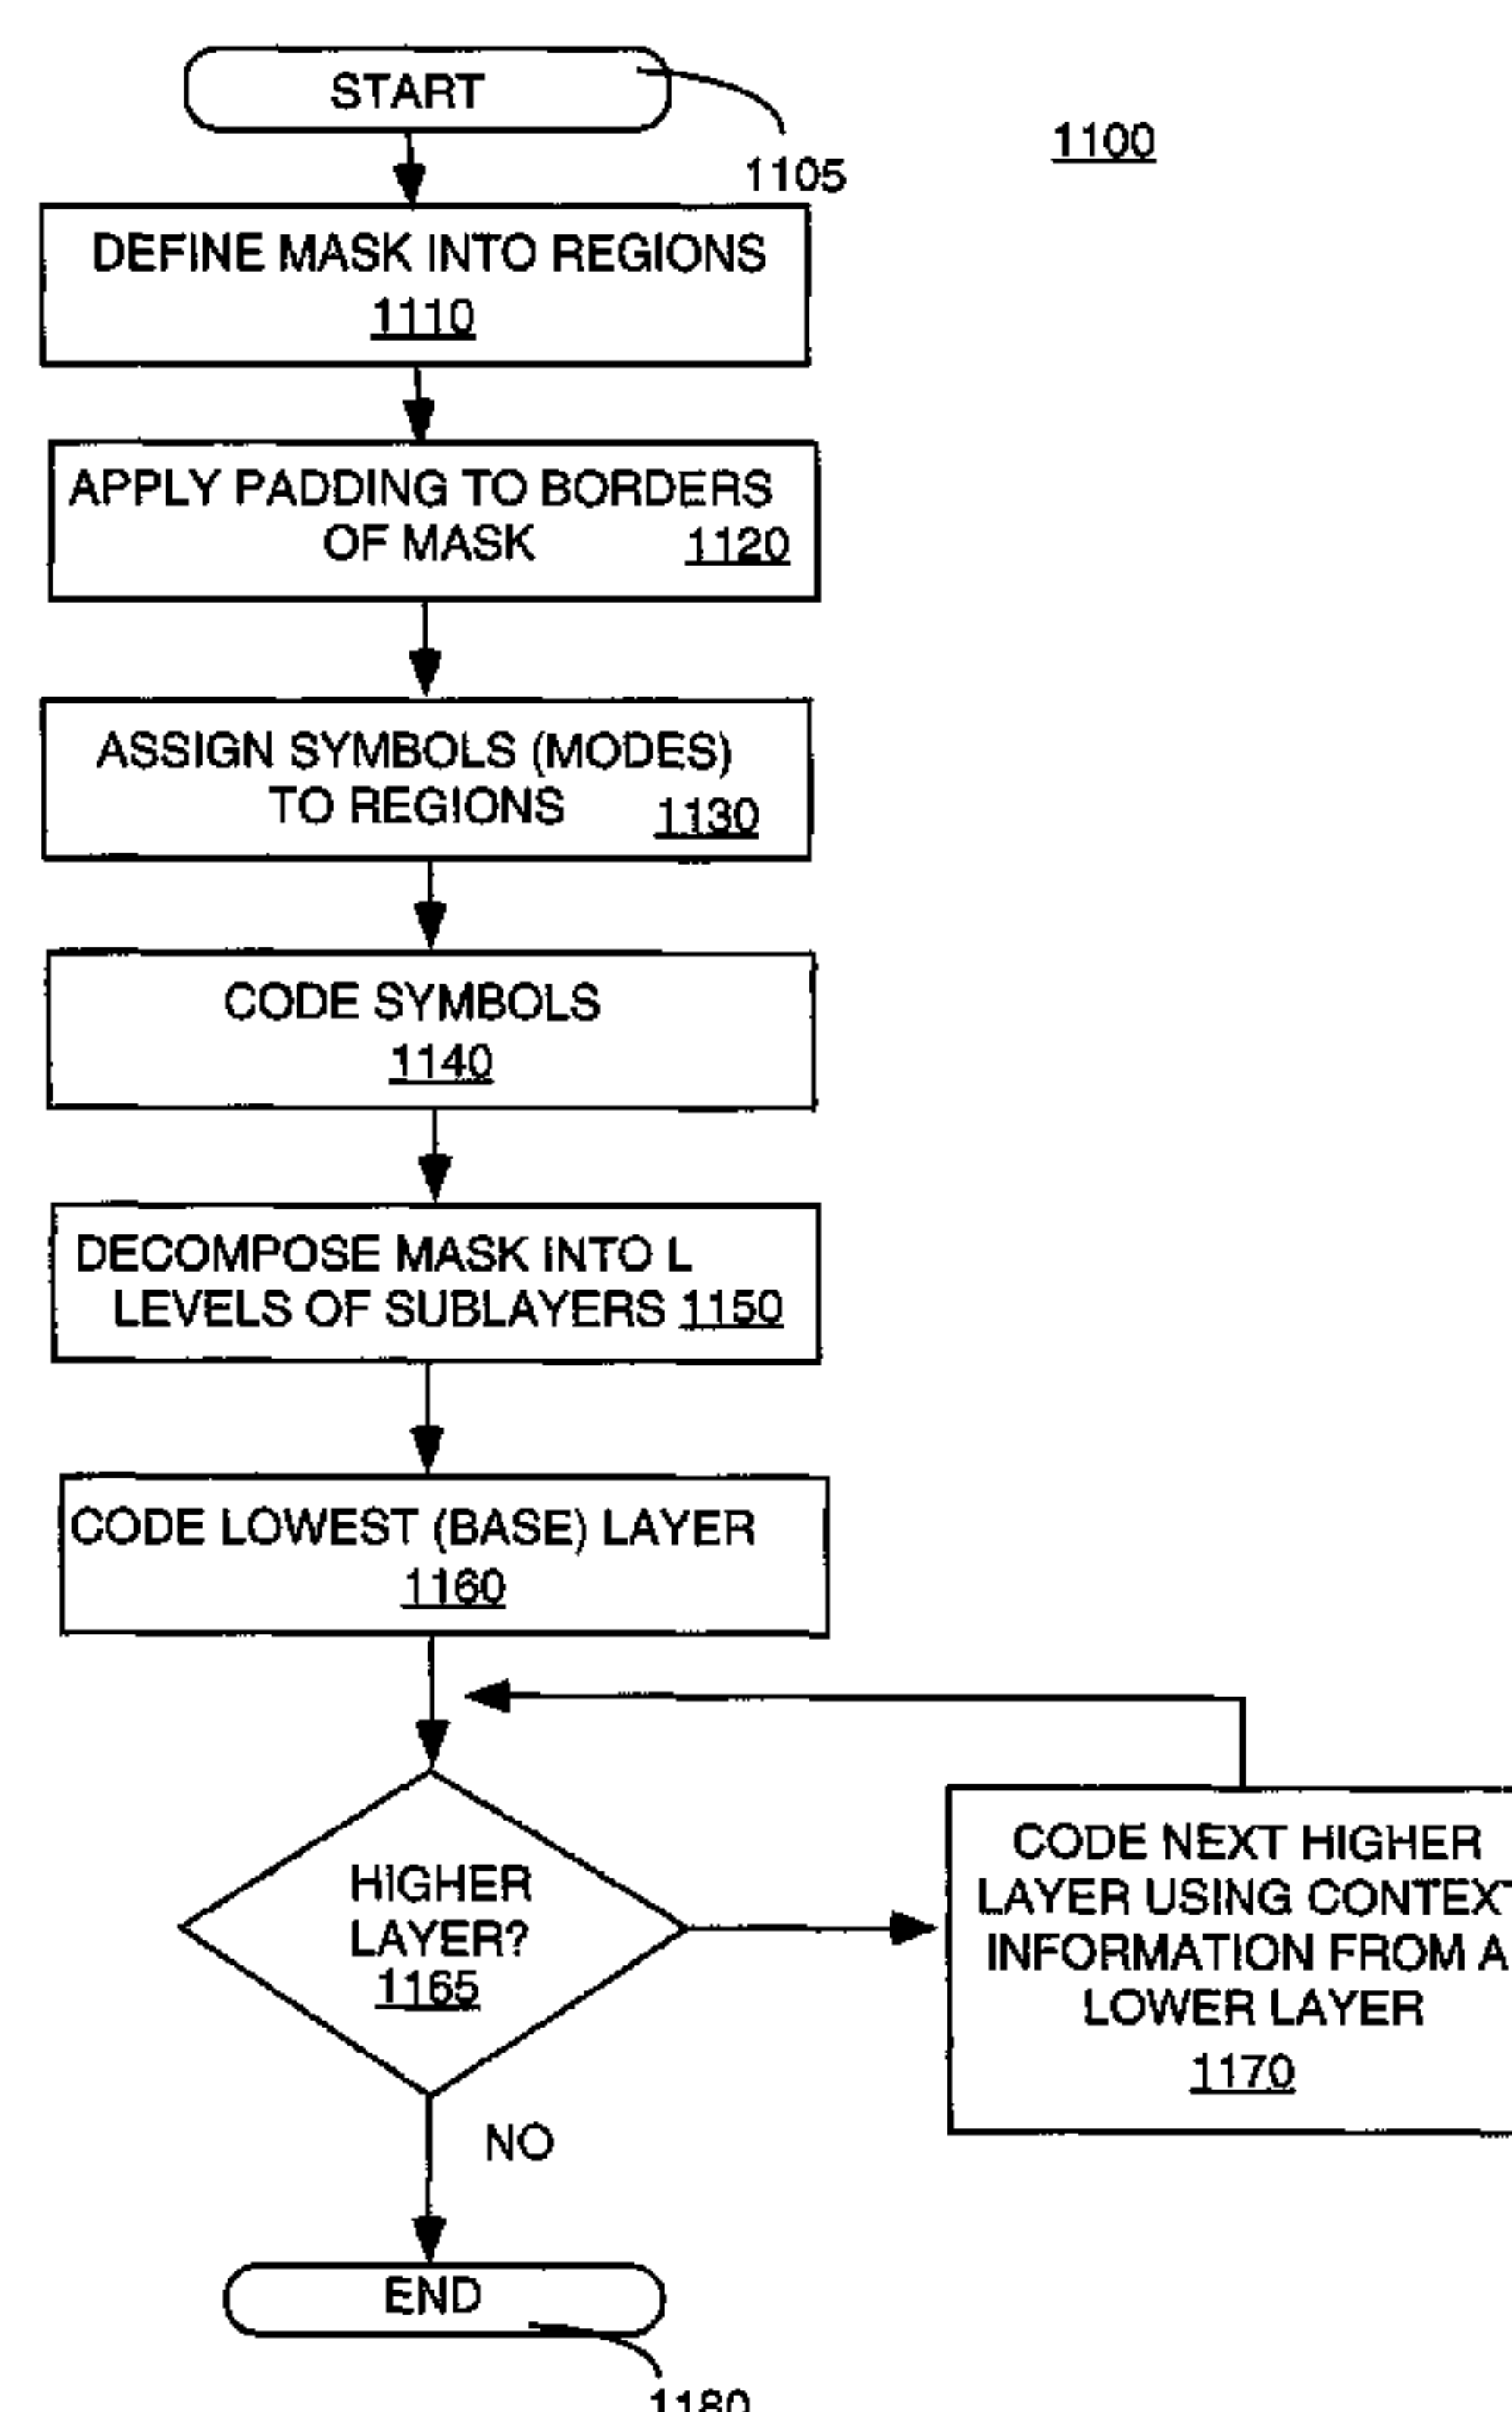 START
1105
1100
DEFINE MASK INTO REGIONS
1110
APPLY PADDING TO BORDERS
OF MASK 1120
ASSIGN SYMBOLS (MODES)
TO REGIONS 1130
CODE SYMBOLS
1140
DECOMPOSE MASK INTO L
LEVELS OF SUBLAYERS 1150
CODE LOWEST (BASE) LAYER
1160
HIGHER
LAYER?
1165
CODE NEXT HIGHER
LAYER USING CONTEXT
INFORMATION FROM A
LOWER LAYER
1170
NO
END
1180